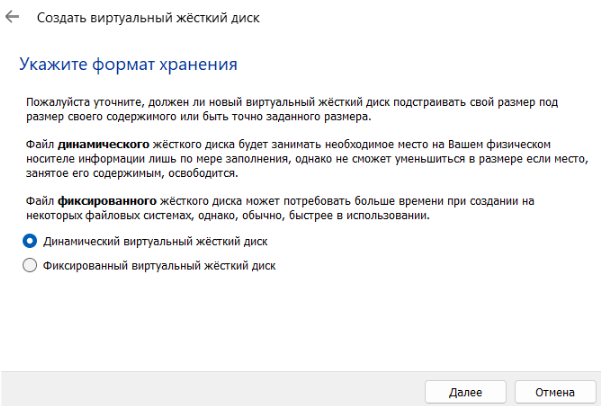 Создать виртуальный жёсткий диск
Укажите формат хранения
Пожалуйста уточните, должен ли новый виртуальный жёсткий диск подстраивать свой размер под
размер своего содержимого или быть точно заданного размера.
Файл динамического жёсткого диска будет занимать необходимое место на Вашем физическом
носителе информации лишь по мере заполнения, однако не сможет уменьшиться в размере если место,
занятое его содержимым, освободится.
Файл фиксированного жёсткого диска может потребовать больше времени при создании на
некоторых файловых системах, однако, обычно, быстрее в использовании.
Динамический виртуальный жёсткий диск
Фиксированный виртуальный жёсткий диск
Далее
Отмена